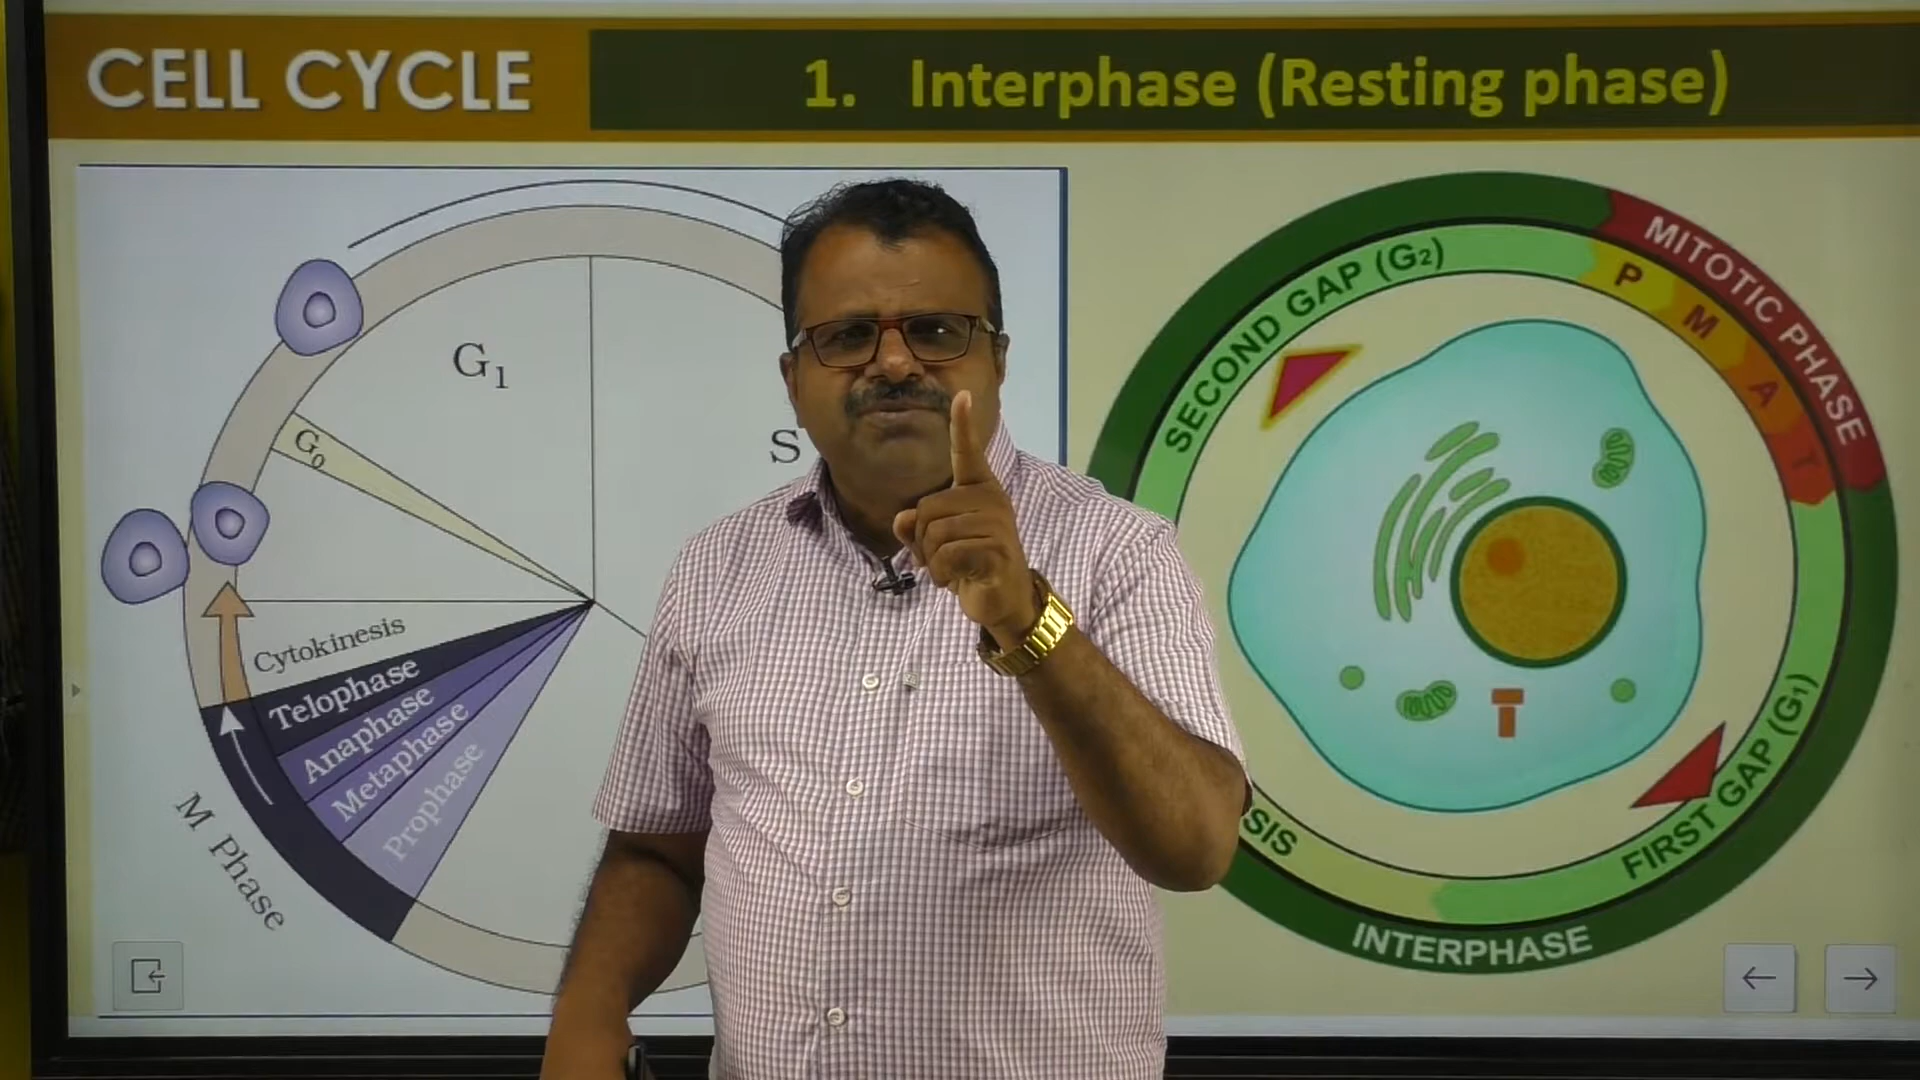 CELL CYCLE
1. Interphase (Resting phase)
G1
S
G0
Cytokinesis
Telophase
Anaphase
Metaphase
Prophase
M Phase
SECOND GAP (G2)
MITOTIC PHASE
P
M
A
T
FIRST GAP (G1)
SIS
INTERPHASE